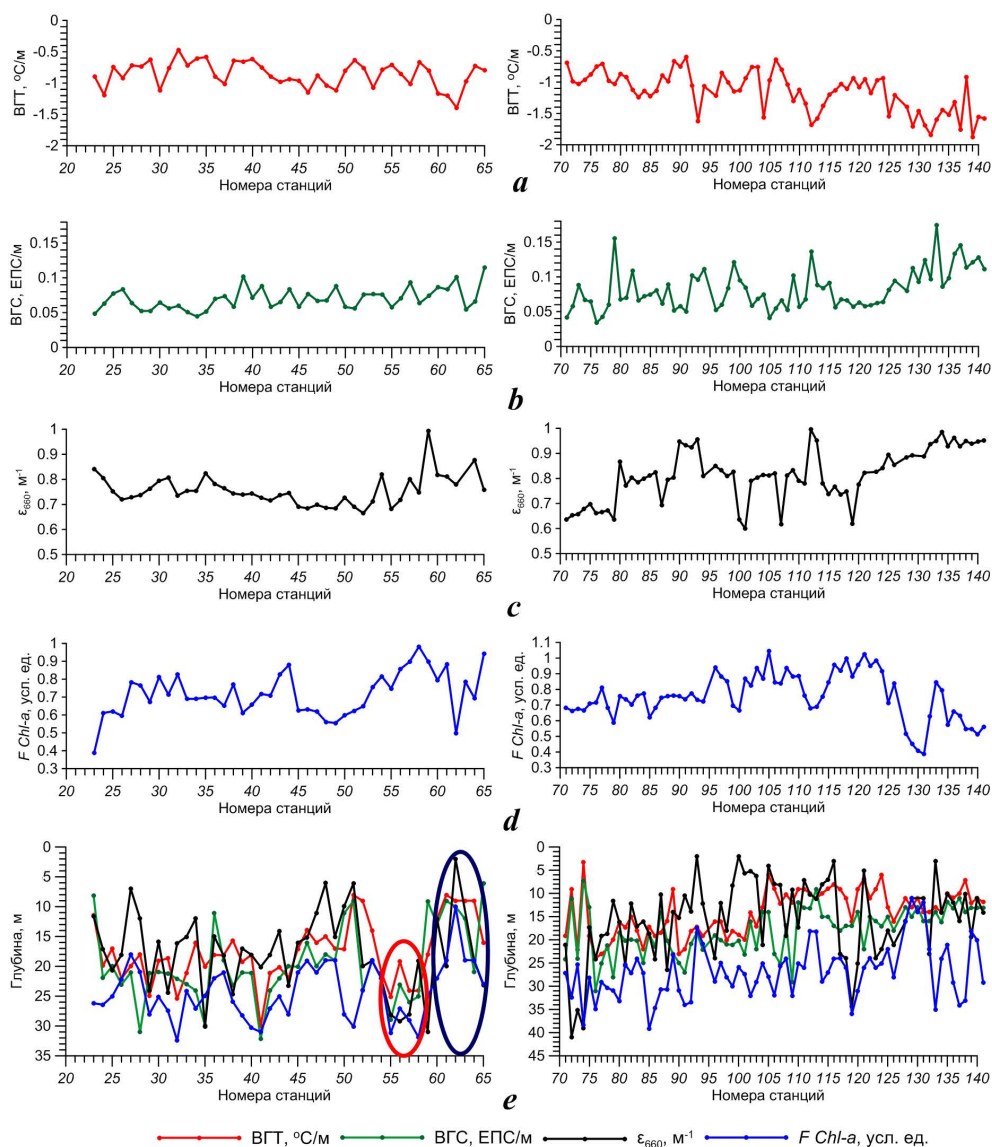 0
-0.5
-1
-1.5
-2
ВГТ, °С/м
20 25 30 35 40 45 50 55 60 65
Номера станций
0
-0.5
-1
-1.5
-2
ВГТ, °С/м
70 75 80 85 90 95 100 105 110 115 120 125 130 135 140
Номера станций
a
0.15
0.1
0.05
0
ВГС, ЕПС/м
20 25 30 35 40 45 50 55 60 65
Номера станций
0.15
0.1
0.05
0
ВГС, ЕПС/м
70 75 80 85 90 95 100 105 110 115 120 125 130 135 140
Номера станций
b
1
0.9
0.8
0.7
0.6
0.5
ε660, м-1
20 25 30 35 40 45 50 55 60 65
Номера станций
1
0.9
0.8
0.7
0.6
0.5
ε660, м-1
70 75 80 85 90 95 100 105 110 115 120 125 130 135 140
Номера станций
c
1
0.9
0.8
0.7
0.6
0.5
0.4
0.3
F Chl-a, усл. ед.
20 25 30 35 40 45 50 55 60 65
Номера станций
1.1
1
0.9
0.8
0.7
0.6
0.5
0.4
0.3
F Chl-a, усп. ед.
70 75 80 85 90 95 100 105 110 115 120 125 130 135 140
Номера станций
d
0
5
10
15
20
25
30
35
Глубина, м
20 25 30 35 40 45 50 55 60 65
Номера станций
0
5
10
15
20
25
30
35
40
45
Глубина, м
70 75 80 85 90 95 100 105 110 115 120 125 130 135 140
Номера станций
e
ВГТ, °С/м ВГС, ЕПС/м ε660, м-1 F Chl-a, усл. ед.